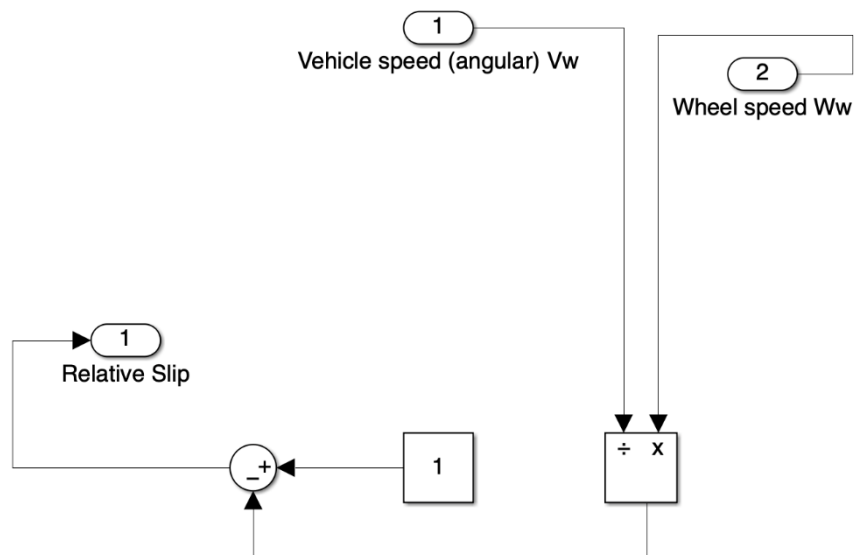 1
Vehicle speed (angular) Vw
2
Wheel speed Ww
1
Relative Slip
÷ x
−+
1